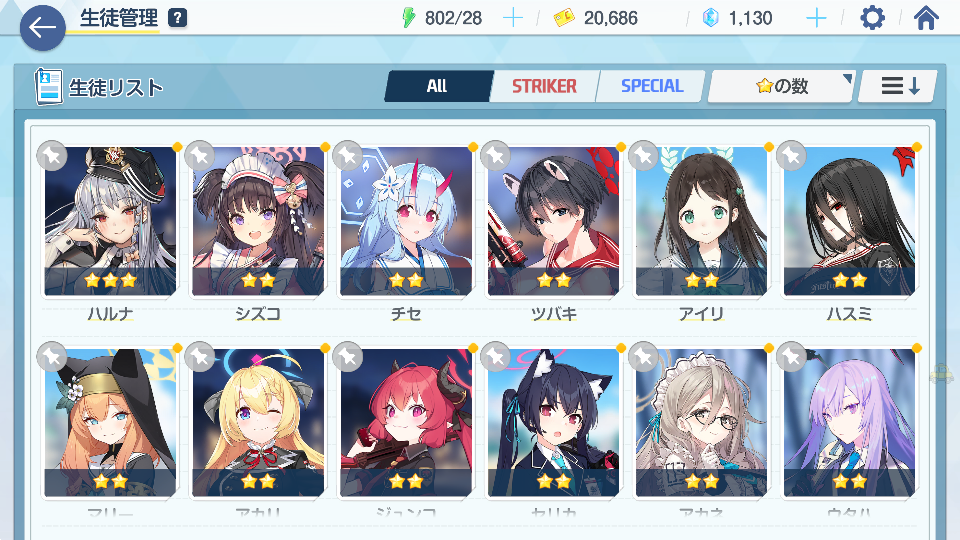 生徒管理 ? 802/28 20,686 1,130
生徒リスト All STRIKER SPECIAL の数
ハルナ シズコ チセ ツバキ アイリ ハスミ
マリー アカリ ジュンコ セリカ アカネ ウタハ